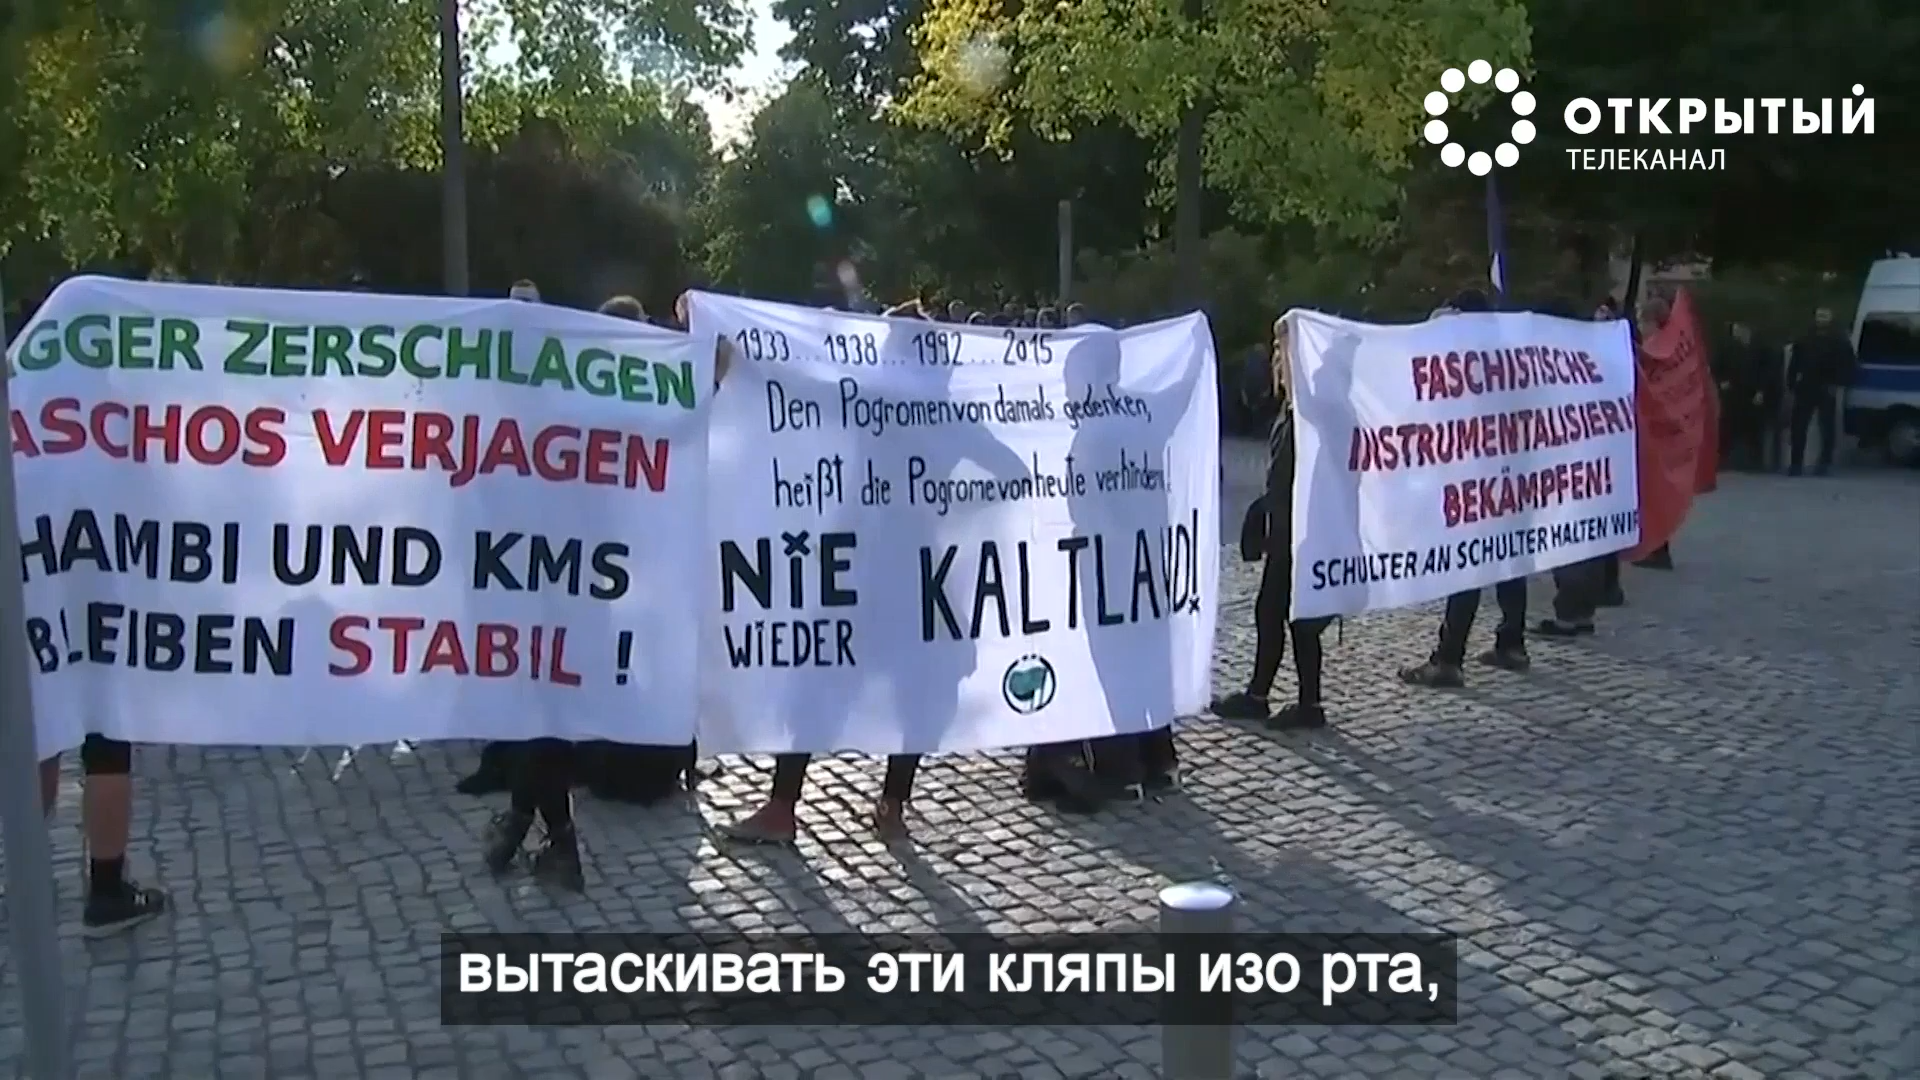 ОТКРЫТЫЙ
ТЕЛЕКАНАЛ
GGER ZERSCHLAGEN
ASCHOS VERJAGEN
HAMBI UND KMS
BLEIBEN STABIL !
1933...1938...1992...2015
Den Pogromen von damals gedenken,
heißt die Pogrome von heute verhindern!
NIE WIEDER KALTLAND!
FASCHISTISCHE
INSTRUMENTALISIERU
BEKÄMPFEN!
SCHULTER AN SCHULTER HALTEN WIR
вытаскивать эти кляпы изо рта,